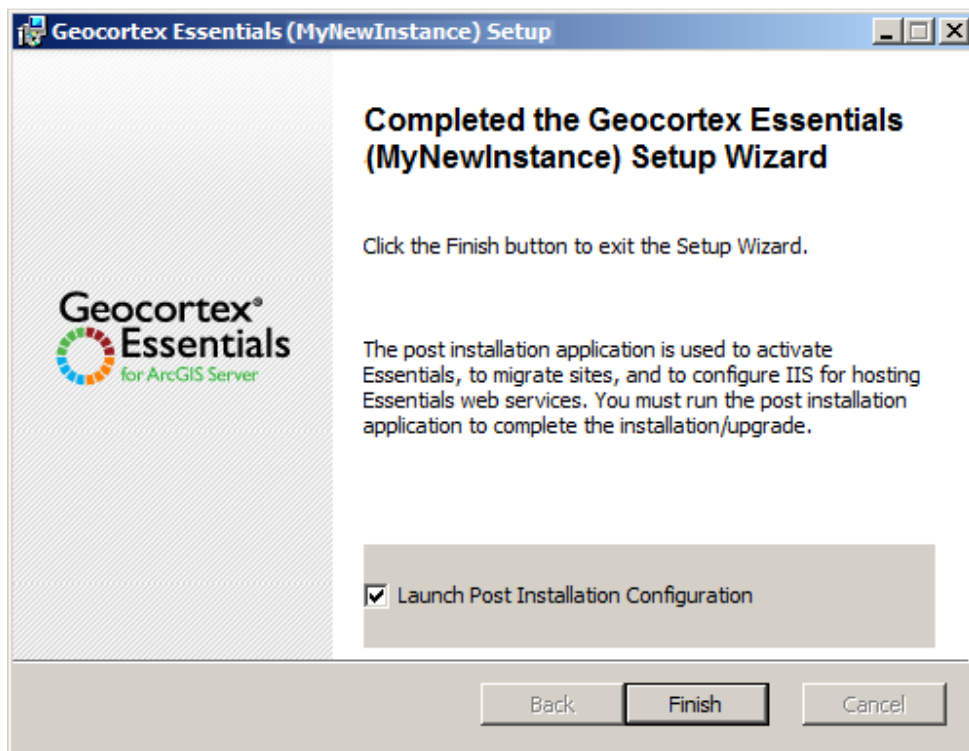 Geocortex Essentials (MyNewInstance) Setup
Completed the Geocortex Essentials
(MyNewInstance) Setup Wizard
Click the Finish button to exit the Setup Wizard.
Geocortex®
Essentials
for ArcGIS Server
The post installation application is used to activate
Essentials, to migrate sites, and to configure IIS for hosting
Essentials web services. You must run the post installation
application to complete the installation/upgrade.
Launch Post Installation Configuration
Back
Finish
Cancel